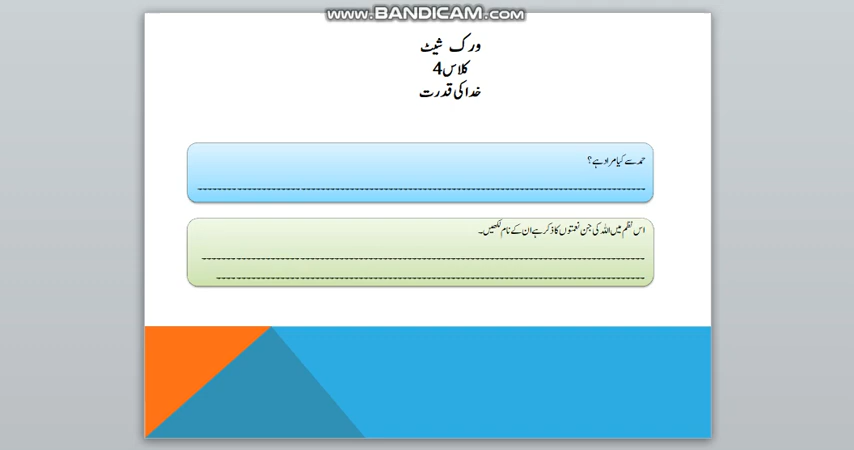 www.BANDICAM.com
ورک شیٹ
کلاس 4
خدا کی قدرت
حمد سے کیا مراد ہے؟
اس نظم میں اللہ کی جن نعمتوں کا ذکر ہے ان کے نام لکھیں۔